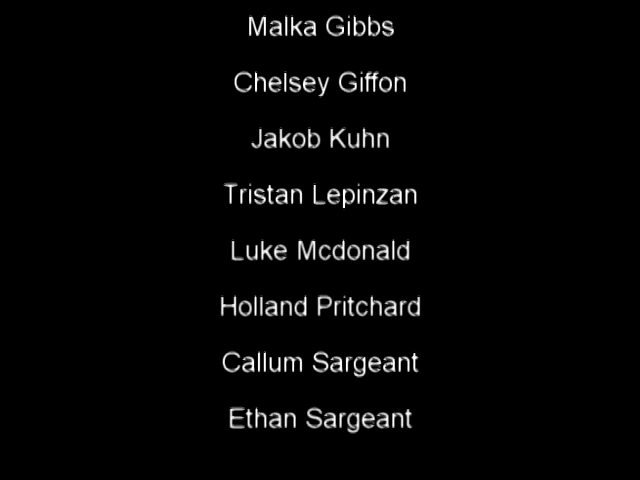 Malka Gibbs
Chelsey Giffon
Jakob Kuhn
Tristan Lepinzan
Luke Mcdonald
Holland Pritchard
Callum Sargeant
Ethan Sargeant